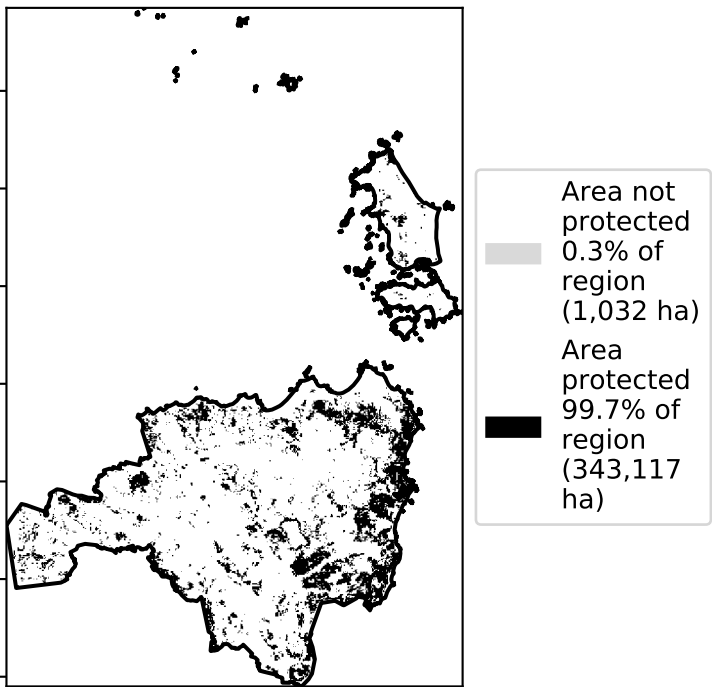 Area not
protected
0.3% of
region
(1,032 ha)
Area
protected
99.7% of
region
(343,117
ha)